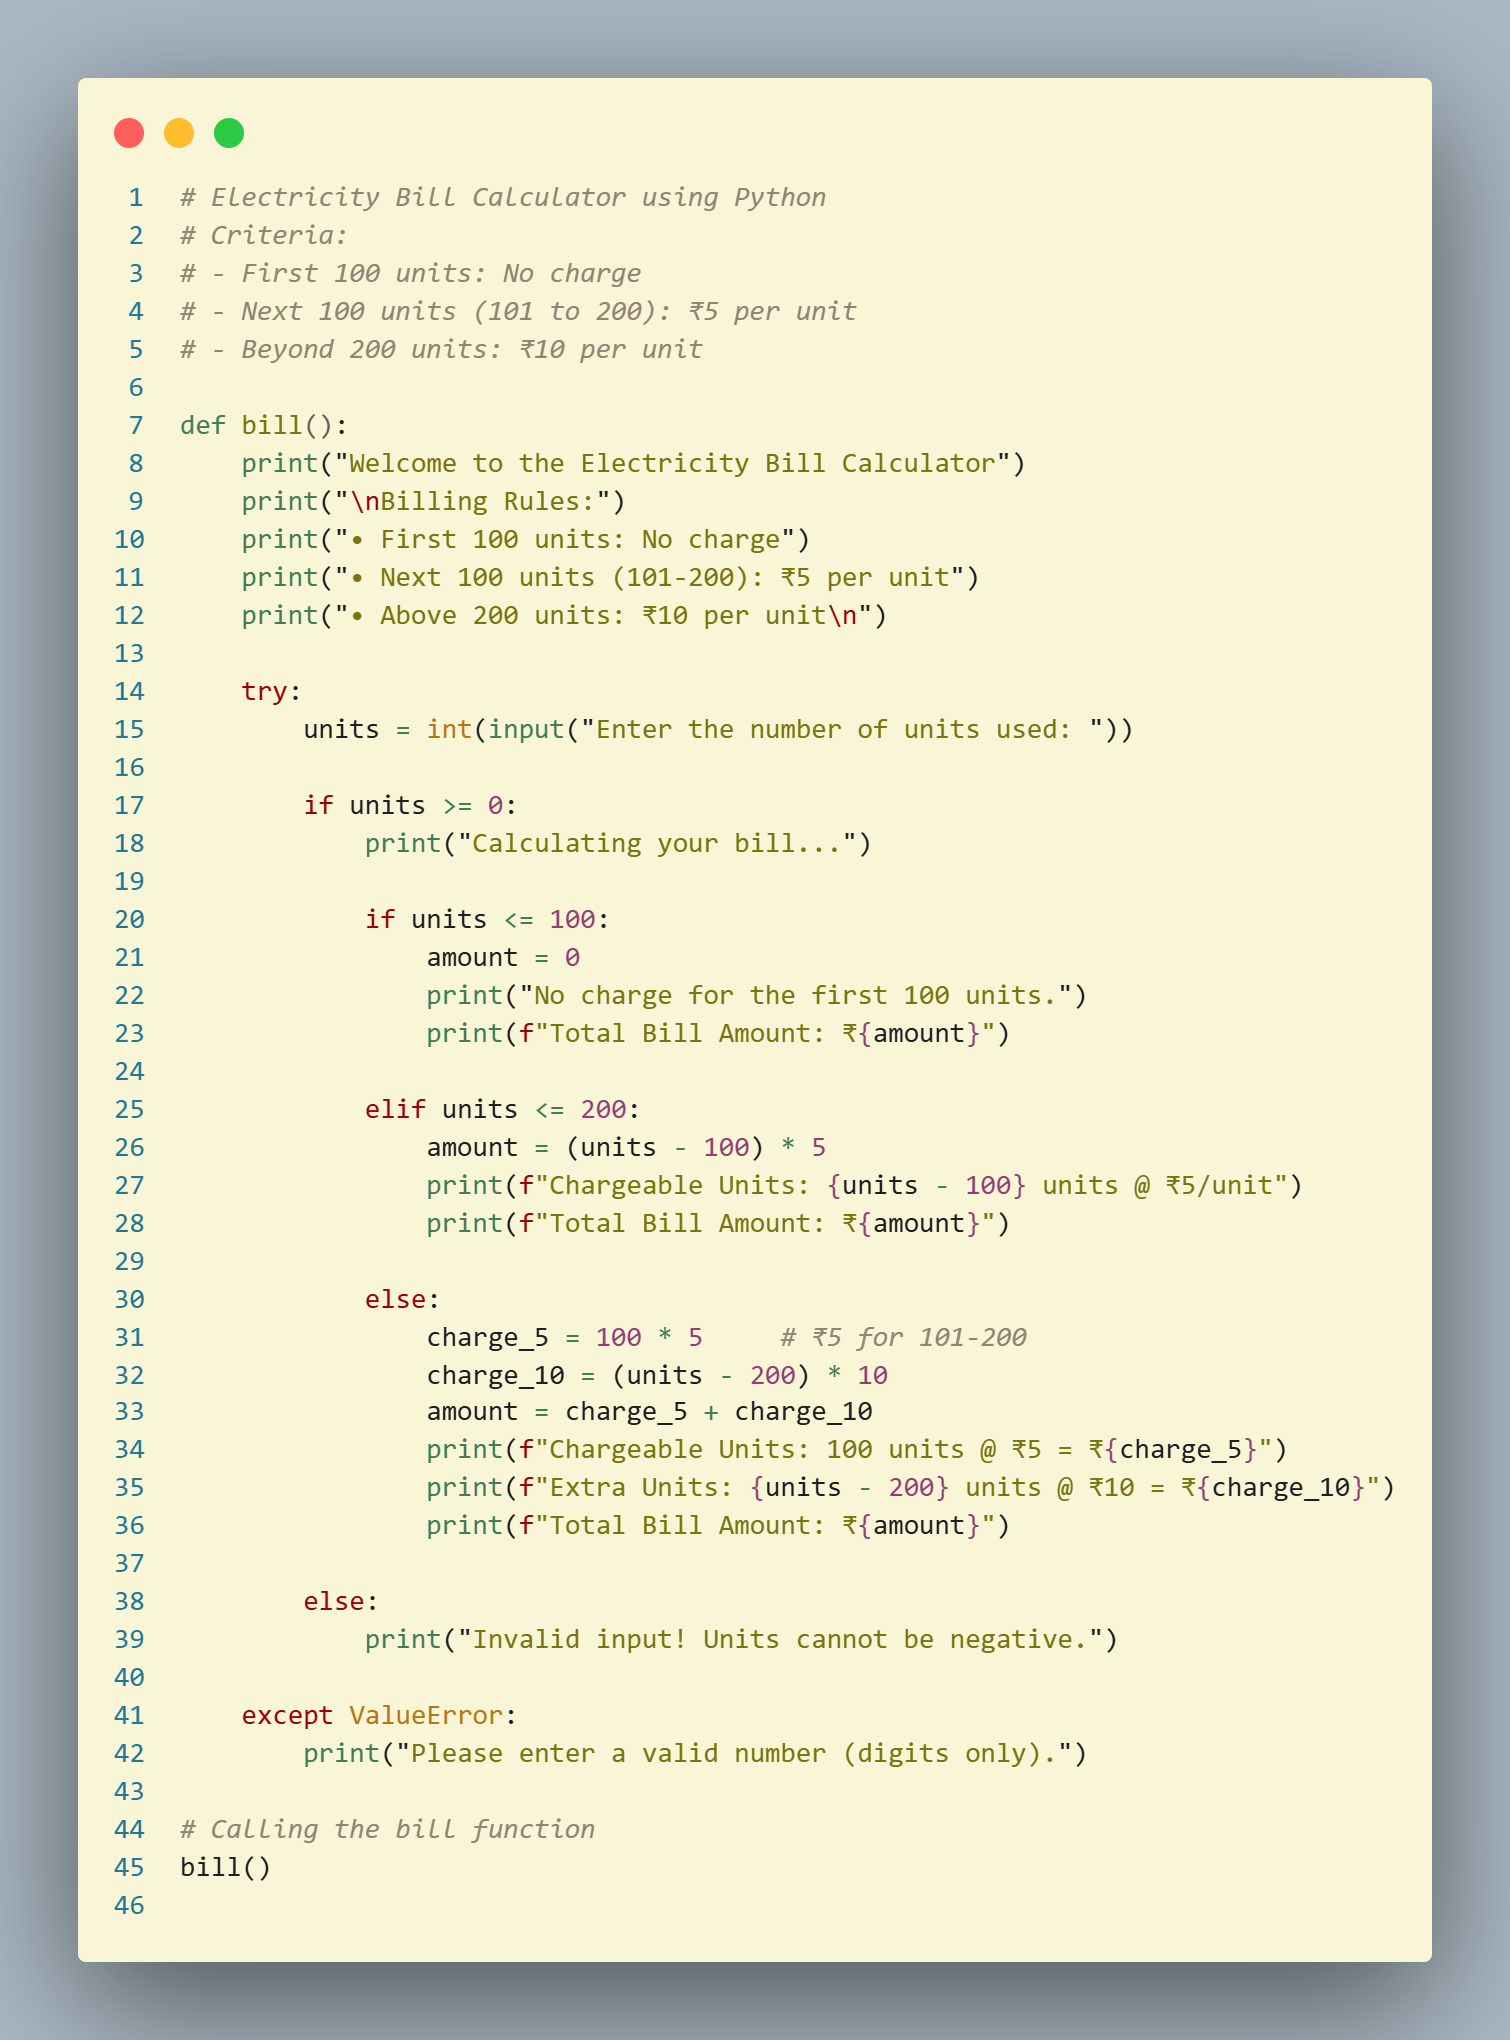 1 # Electricity Bill Calculator using Python
2 # Criteria:
3 # - First 100 units: No charge
4 # - Next 100 units (101 to 200): ₹5 per unit
5 # - Beyond 200 units: ₹10 per unit
6
7 def bill():
8     print("Welcome to the Electricity Bill Calculator")
9     print("\nBilling Rules:")
10     print("• First 100 units: No charge")
11     print("• Next 100 units (101-200): ₹5 per unit")
12     print("• Above 200 units: ₹10 per unit\n")
13
14     try:
15         units = int(input("Enter the number of units used: "))
16
17         if units >= 0:
18             print("Calculating your bill...")
19
20             if units <= 100:
21                 amount = 0
22                 print("No charge for the first 100 units.")
23                 print(f"Total Bill Amount: ₹{amount}")
24
25             elif units <= 200:
26                 amount = (units - 100) * 5
27                 print(f"Chargeable Units: {units - 100} units @ ₹5/unit")
28                 print(f"Total Bill Amount: ₹{amount}")
29
30             else:
31                 charge_5 = 100 * 5     # ₹5 for 101-200
32                 charge_10 = (units - 200) * 10
33                 amount = charge_5 + charge_10
34                 print(f"Chargeable Units: 100 units @ ₹5 = ₹{charge_5}")
35                 print(f"Extra Units: {units - 200} units @ ₹10 = ₹{charge_10}")
36                 print(f"Total Bill Amount: ₹{amount}")
37
38         else:
39             print("Invalid input! Units cannot be negative.")
40
41     except ValueError:
42         print("Please enter a valid number (digits only).")
43
44 # Calling the bill function
45 bill()
46